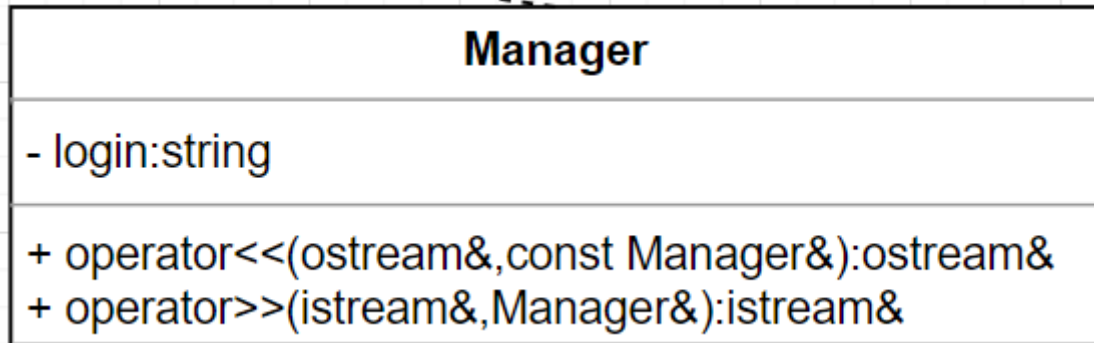 Manager
- login:string
+ operator<<(ostream&,const Manager&):ostream&
+ operator>>(istream&,Manager&):istream&